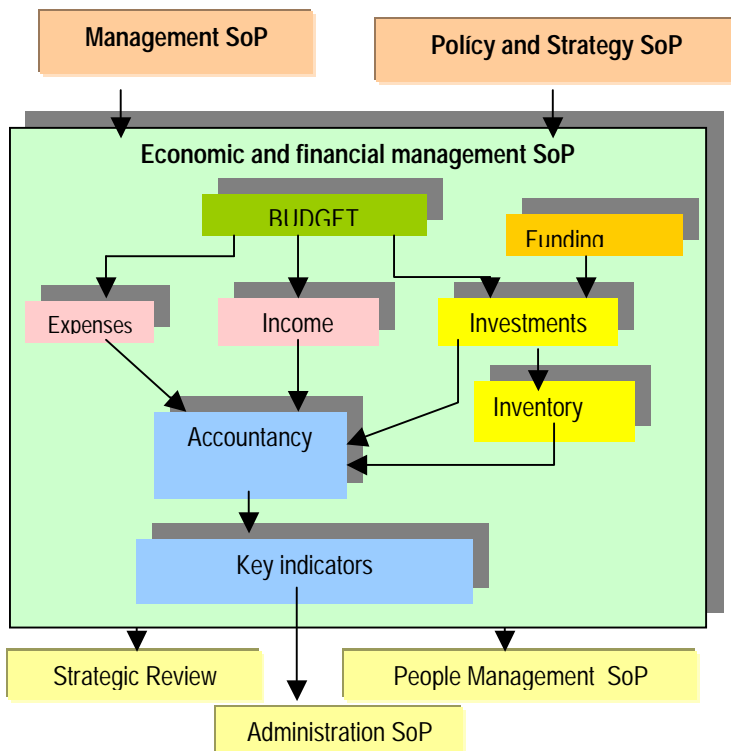 Management SoP
Polícy and Strategy SoP
Economic and financial management SoP
BUDGET
Funding
Expenses
Income
Investments
Inventory
Accountancy
Key indicators
Strategic Review
People Management SoP
Administration SoP